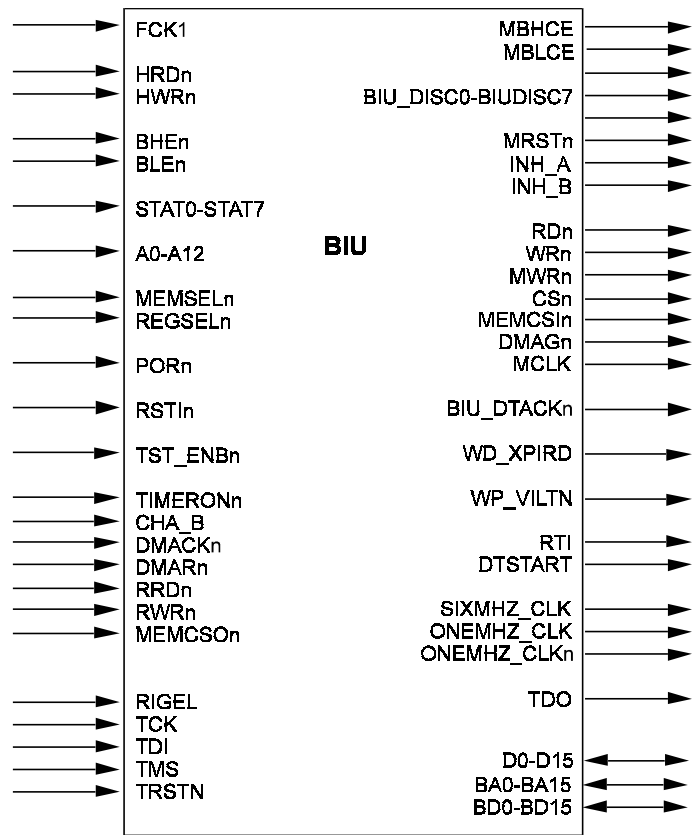 FCK1
HRDn
HWRn
BHEn
BLEn
STAT0-STAT7
A0-A12
MEMSELn
REGSELn
PORn
RSTIn
TST_ENBn
TIMERONn
CHA_B
DMACKn
DMARn
RRDn
RWRn
MEMCSOn
RIGEL
TCK
TDI
TMS
TRSTN
BIU
MBHCE
MBLCE
BIU_DISC0-BIUDISC7
MRSTn
INH_A
INH_B
RDn
WRn
MWRn
CSn
MEMCSIn
DMAGn
MCLK
BIU_DTACKn
WD_XPIRD
WP_VILTN
RTI
DTSTART
SIXMHZ_CLK
ONEMHZ_CLK
ONEMHZ_CLKn
TDO
D0-D15
BA0-BA15
BD0-BD15